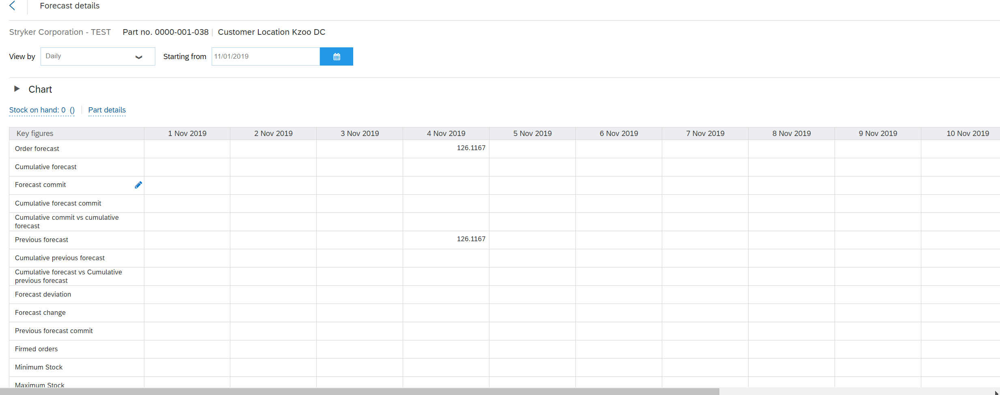 Forecast details
Stryker Corporation - TEST Part no. 0000-001-038 Customer Location Kzoo DC
View by Daily Starting from 11/01/2019
Chart
Stock on hand: 0 () Part details
Key figures 1 Nov 2019 2 Nov 2019 3 Nov 2019 4 Nov 2019 5 Nov 2019 6 Nov 2019 7 Nov 2019 8 Nov 2019 9 Nov 2019 10 Nov 2019
Order forecast 126.1167
Cumulative forecast
Forecast commit
Cumulative forecast commit
Cumulative commit vs cumulative
forecast
Previous forecast 126.1167
Cumulative previous forecast
Cumulative forecast vs Cumulative
previous forecast
Forecast deviation
Forecast change
Previous forecast commit
Firmed orders
Minimum Stock
Maximum Stock